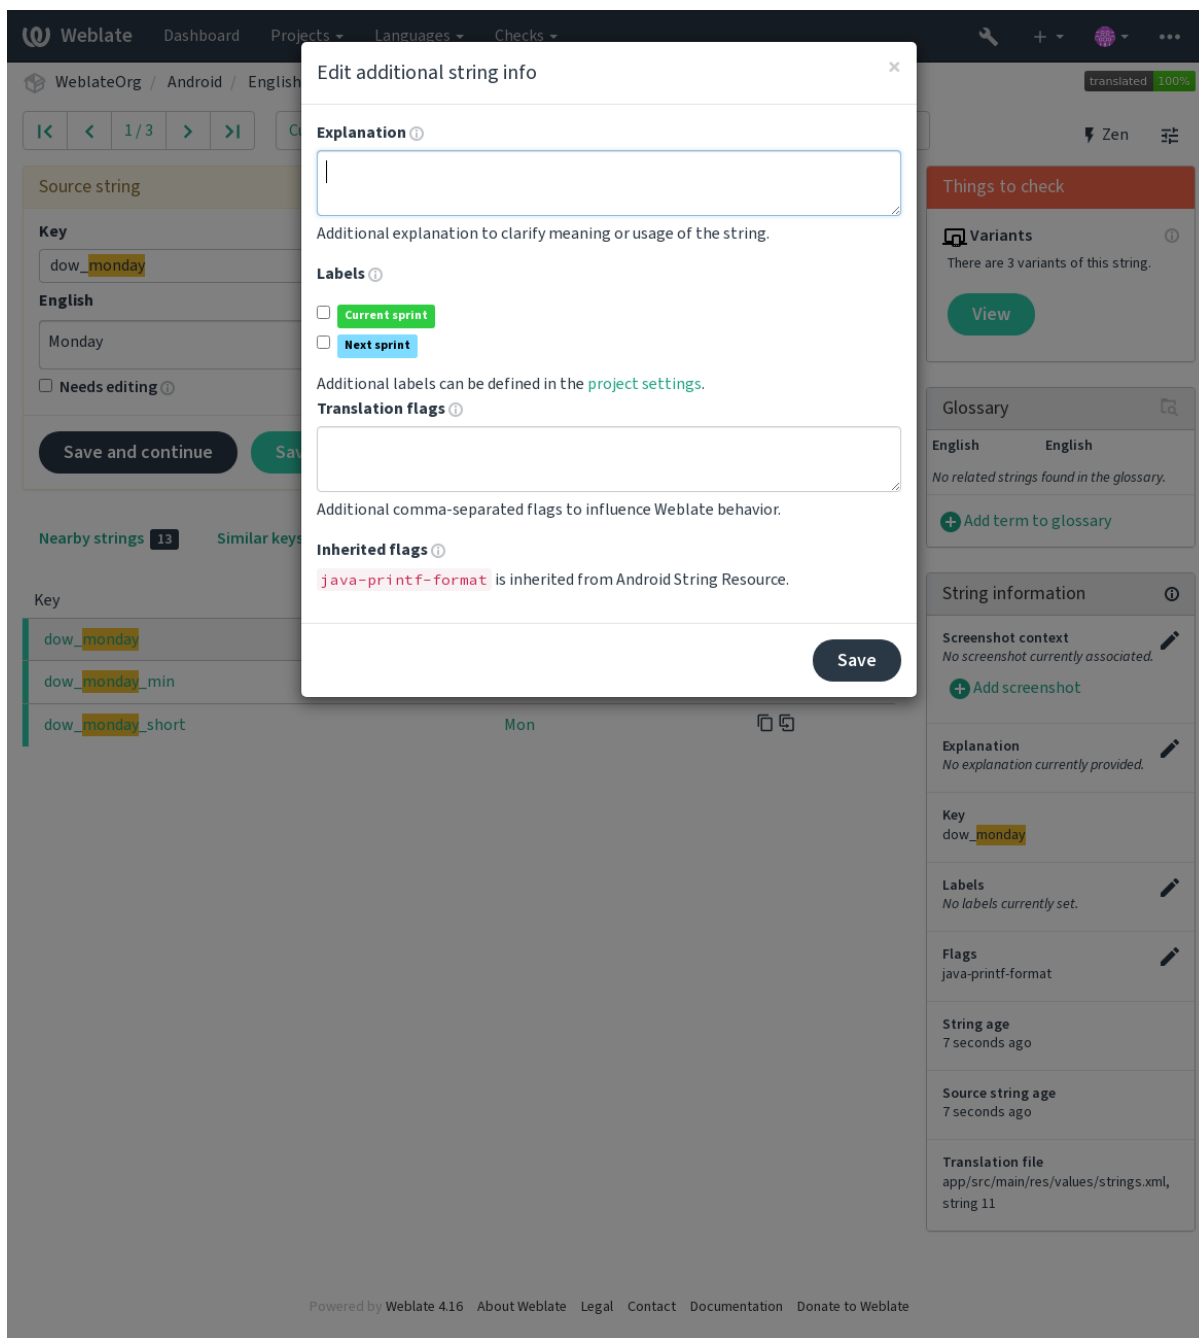 Weblate Dashboard Projects Languages Checks
WeblateOrg / Android / English
translated 100%
1 / 3
Zen
Edit additional string info
×
Explanation
Additional explanation to clarify meaning or usage of the string.
Labels
Current sprint
Next sprint
Additional labels can be defined in the project settings.
Translation flags
Additional comma-separated flags to influence Weblate behavior.
Inherited flags
java-printf-format is inherited from Android String Resource.
Save
Source string
Key
dow_monday
English
Monday
Needs editing
Save and continue
Nearby strings 13 Similar keys
Key
dow_monday
dow_monday_min
dow_monday_short Mon
Things to check
Variants
There are 3 variants of this string.
View
Glossary
English English
No related strings found in the glossary.
Add term to glossary
String information
Screenshot context
No screenshot currently associated.
Add screenshot
Explanation
No explanation currently provided.
Key
dow_monday
Labels
No labels currently set.
Flags
java-printf-format
String age
7 seconds ago
Source string age
7 seconds ago
Translation file
app/src/main/res/values/strings.xml,
string 11
Powered by Weblate 4.16 About Weblate Legal Contact Documentation Donate to Weblate